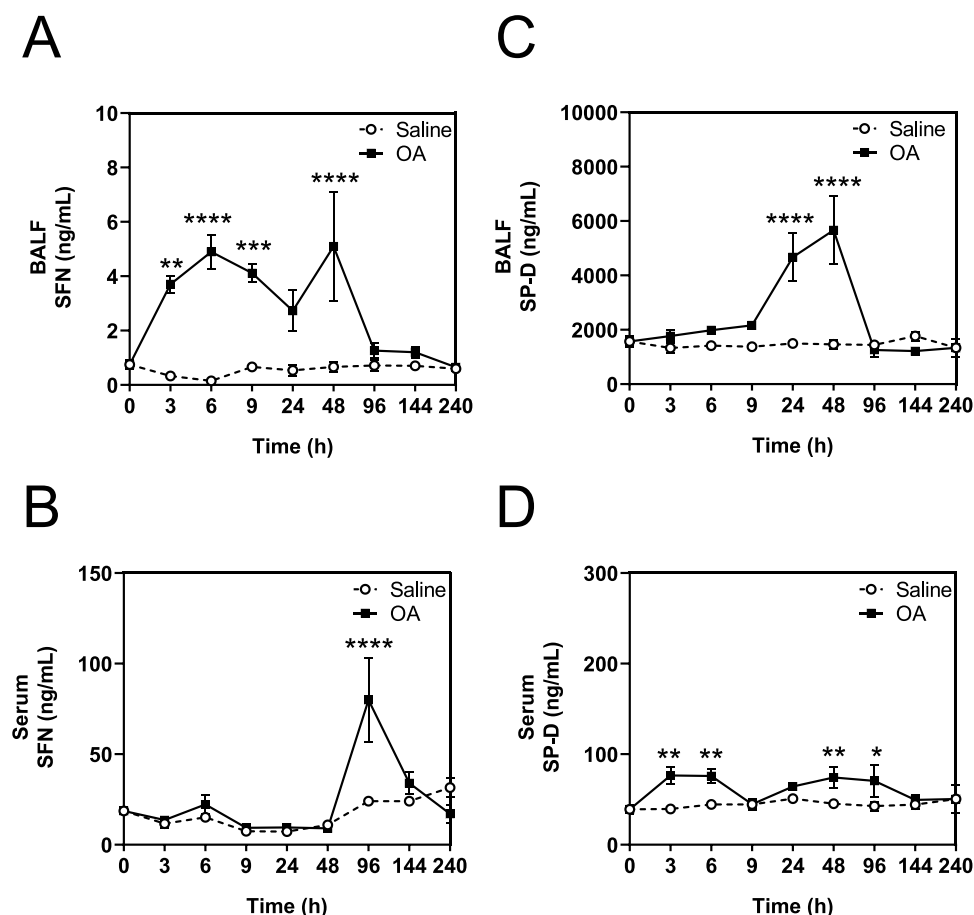 A
BALF
SFN (ng/mL)
10
8
6
4
2
0
Saline
OA
**
****
***
****
0 3 6 9 24 48 96 144 240
Time (h)
C
BALF
SP-D (ng/mL)
10000
8000
6000
4000
2000
0
Saline
OA
****
****
0 3 6 9 24 48 96 144 240
Time (h)
B
Serum
SFN (ng/mL)
150
100
50
0
Saline
OA
****
0 3 6 9 24 48 96 144 240
Time (h)
D
Serum
SP-D (ng/mL)
300
200
100
0
Saline
OA
**
**
**
*
0 3 6 9 24 48 96 144 240
Time (h)